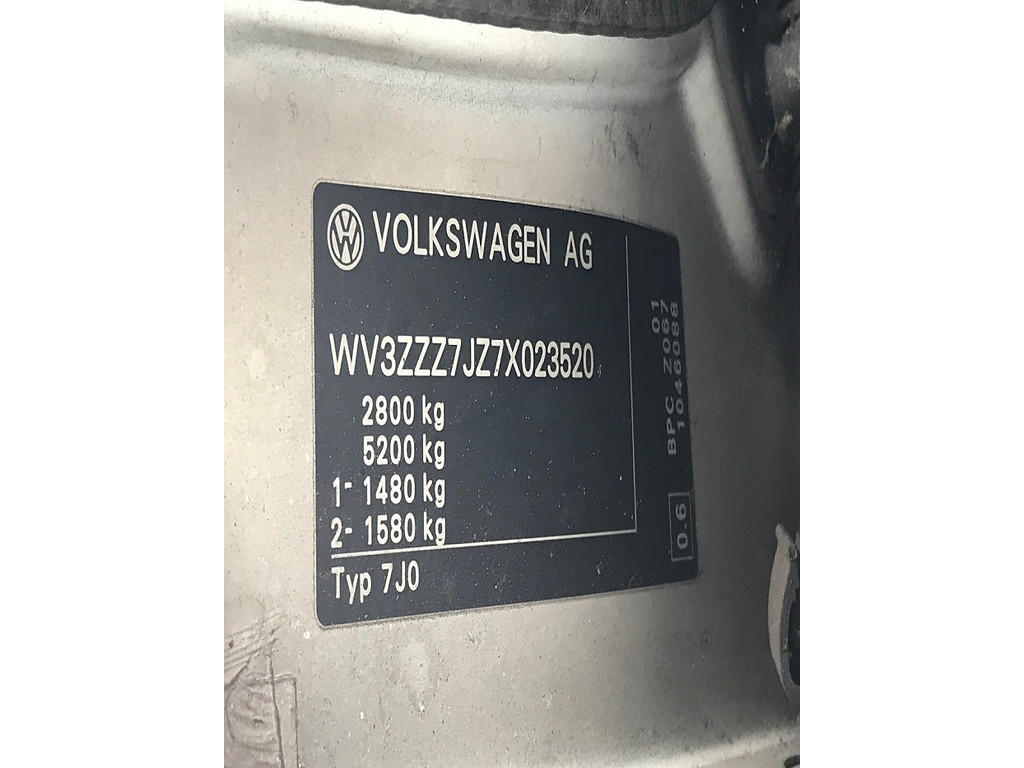 VOLKSWAGEN AG
WV3ZZZ7JZ7X023520
2800 kg
5200 kg
1- 1480 kg
2- 1580 kg
Typ 7J0
BPC Z067 01
1046088
0.6